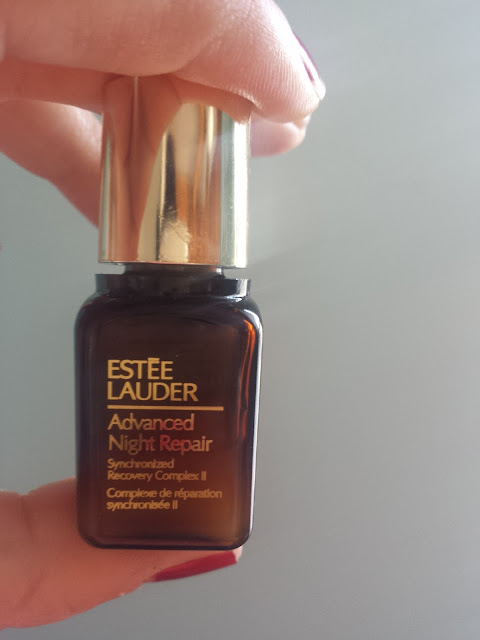 ESTĒE
LAUDER
Advanced
Night Repair
Synchronized
Recovery Complex II
Complexe de réparation
synchronisée II